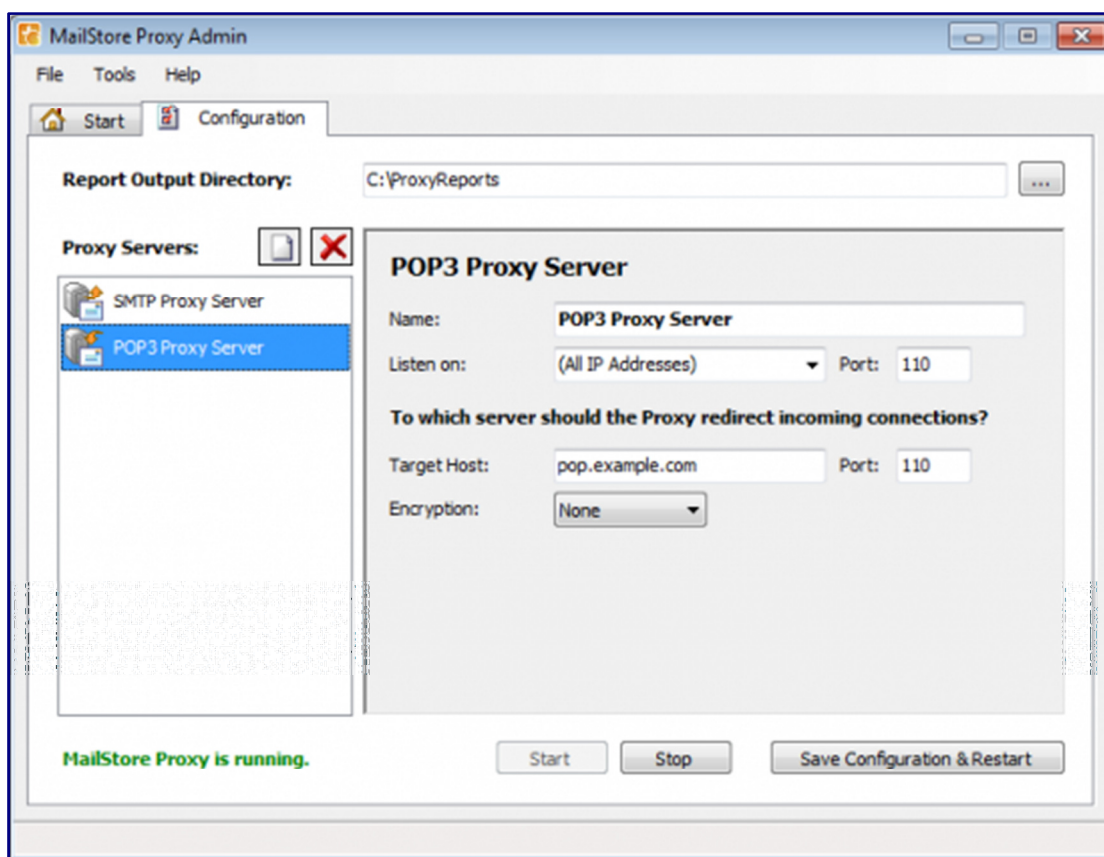 MailStore Proxy Admin
File Tools Help
Start Configuration
Report Output Directory: C:\ProxyReports ...
Proxy Servers:
SMTP Proxy Server
POP3 Proxy Server
POP3 Proxy Server
Name: POP3 Proxy Server
Listen on: (All IP Addresses) Port: 110
To which server should the Proxy redirect incoming connections?
Target Host: pop.example.com Port: 110
Encryption: None
MailStore Proxy is running. Start Stop Save Configuration & Restart